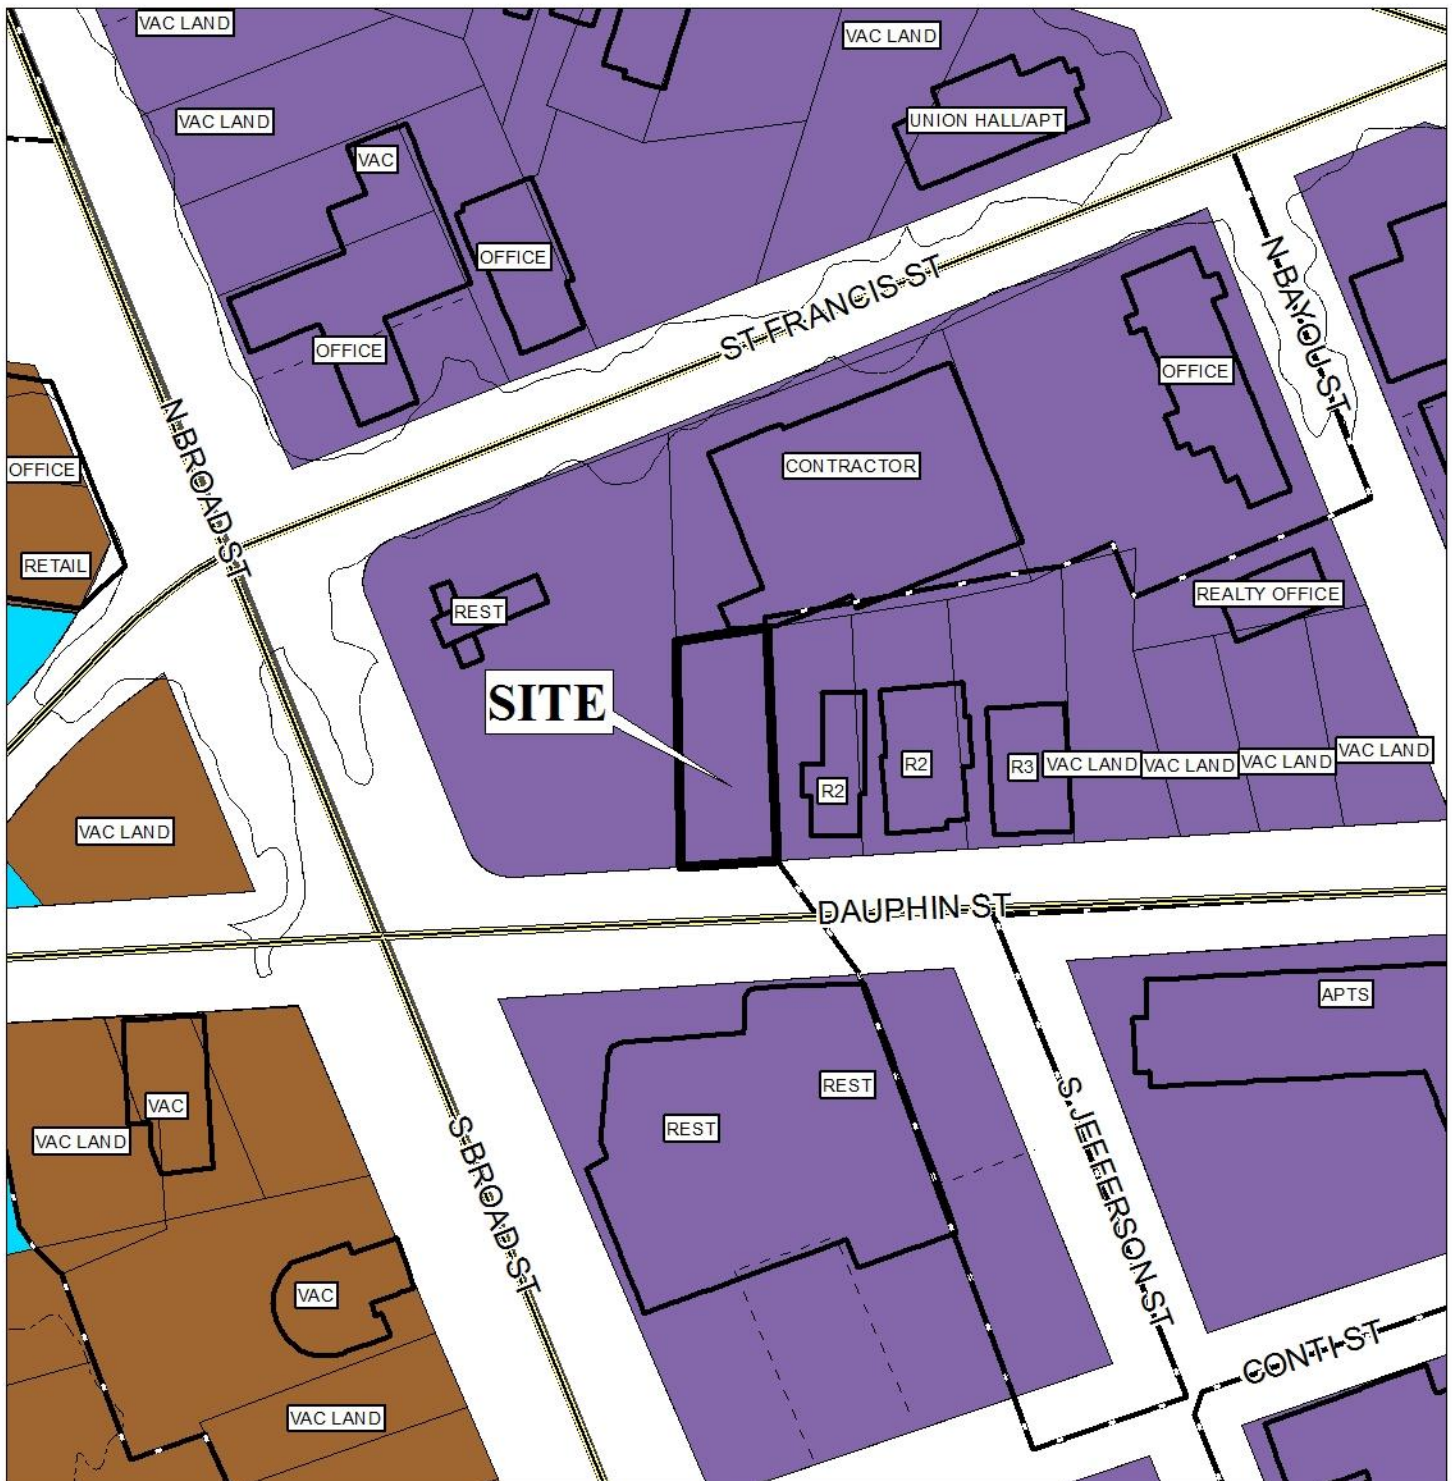 VAC LAND
VAC LAND
VAC LAND
UNION HALL/APT
VAC
OFFICE
N BAYOU ST
ST FRANCIS ST
OFFICE
OFFICE
N BROAD ST
OFFICE
CONTRACTOR
RETAIL
REST
REALTY OFFICE
SITE
R2
R2
R3
VAC LAND
VAC LAND
VAC LAND
VAC LAND
VAC LAND
DAUPHIN ST
APTS
REST
VAC
REST
VAC LAND
S BROAD ST
S JEFFERSON ST
VAC
CONTI ST
VAC LAND